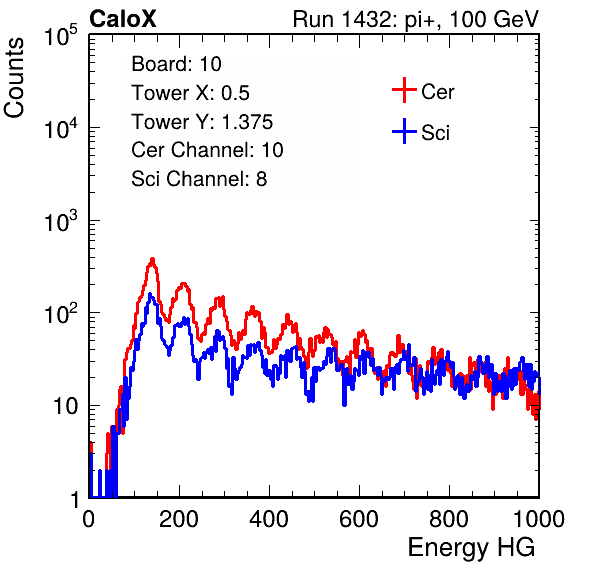 CaloX Run 1432: pi+, 100 GeV
Board: 10
Tower X: 0.5
Tower Y: 1.375
Cer Channel: 10
Sci Channel: 8
Cer
Sci
Counts
10^5
10^4
10^3
10^2
10
1
0 200 400 600 800 1000
Energy HG